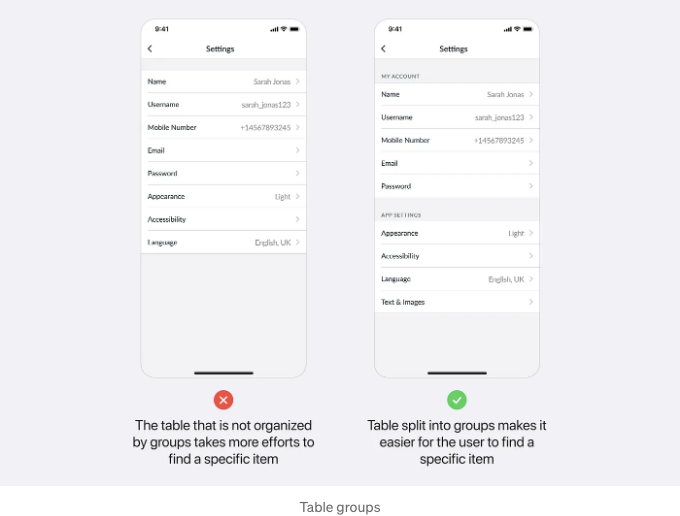 9:41
Settings
Name Sarah Jonas
Username sarah_jonas123
Mobile Number +14567893245
Email
Password
Appearance Light
Accessibility
Language English, UK
The table that is not organized
by groups takes more efforts to
find a specific item
9:41
Settings
MY ACCOUNT
Name Sarah Jonas
Username sarah_jonas123
Mobile Number +14567893245
Email
Password
APP SETTINGS
Appearance Light
Accessibility
Language English, UK
Text & Images
Table split into groups makes it
easier for the user to find a
specific item
Table groups